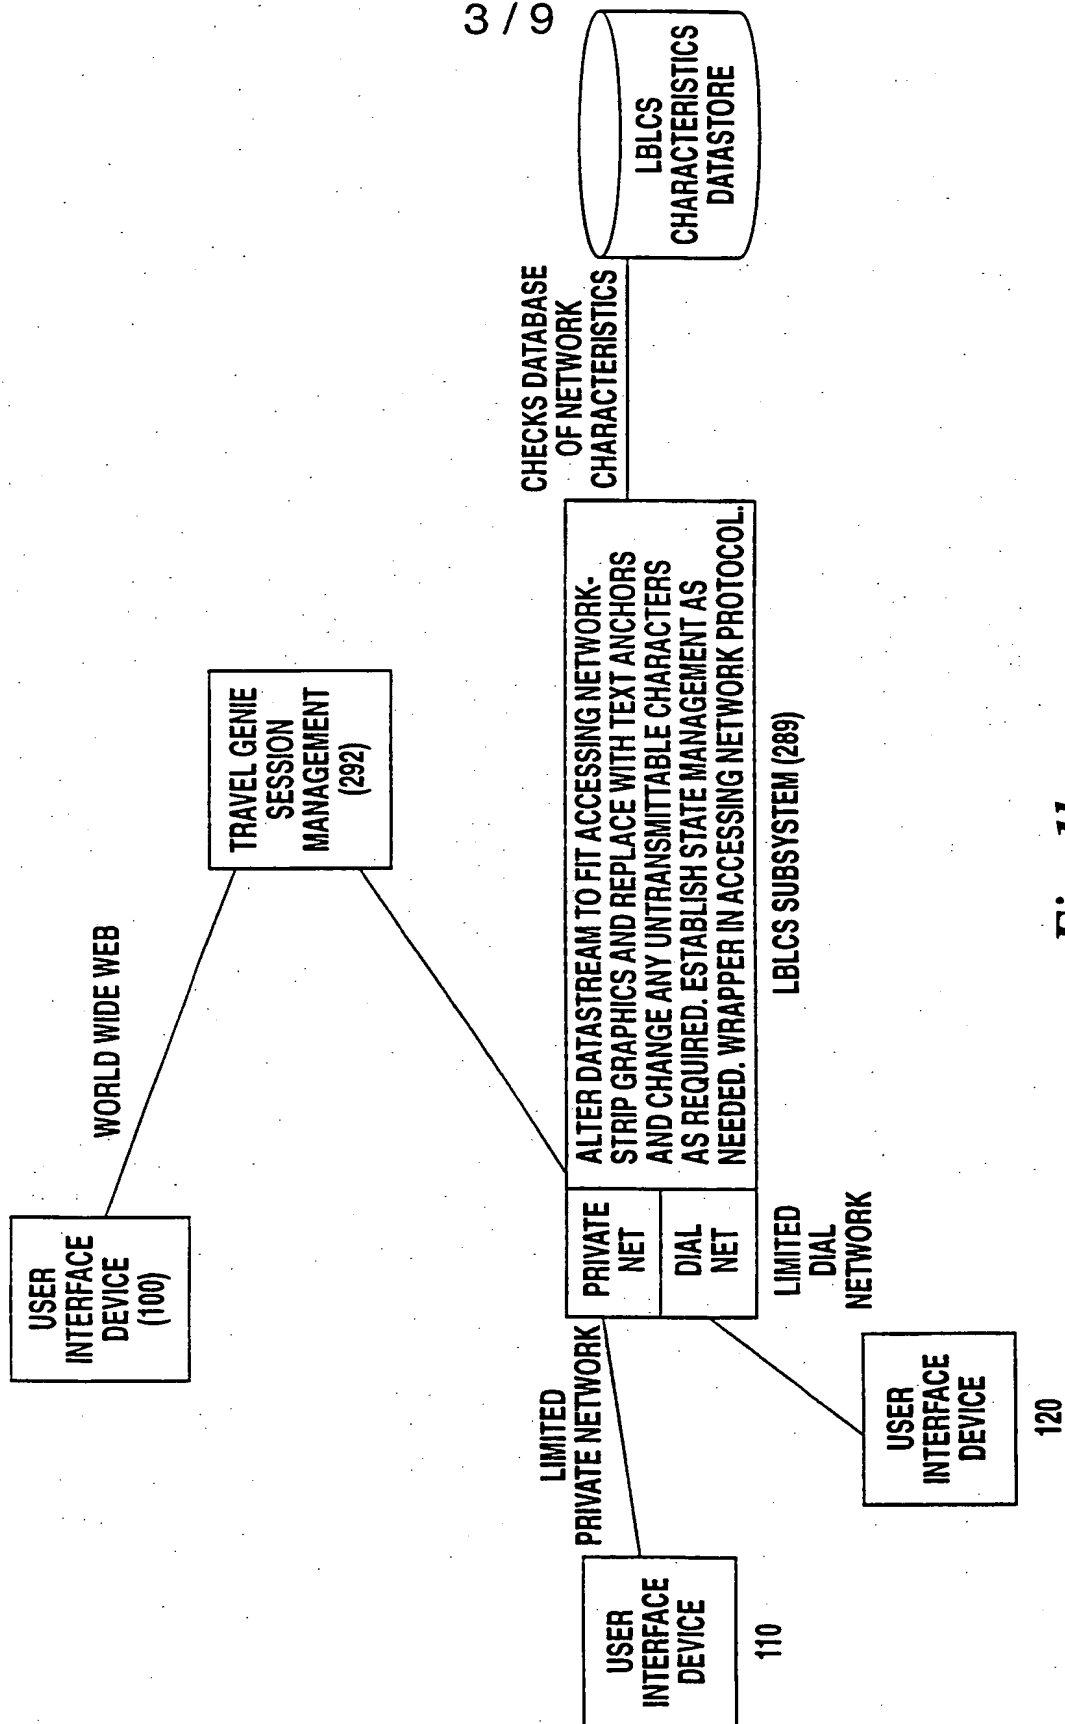 3 / 9
USER
INTERFACE
DEVICE
(100)
WORLD WIDE WEB
TRAVEL GENIE
SESSION
MANAGEMENT
(292)
LIMITED
PRIVATE NETWORK
USER
INTERFACE
DEVICE
110
PRIVATE
NET
DIAL
NET
LIMITED
DIAL
NETWORK
USER
INTERFACE
DEVICE
120
ALTER DATASTREAM TO FIT ACCESSING NETWORK-
STRIP GRAPHICS AND REPLACE WITH TEXT ANCHORS
AND CHANGE ANY UNTRANSMITTABLE CHARACTERS
AS REQUIRED. ESTABLISH STATE MANAGEMENT AS
NEEDED. WRAPPER IN ACCESSING NETWORK PROTOCOL.
LBLCS SUBSYSTEM (289)
CHECKS DATABASE
OF NETWORK
CHARACTERISTICS
LBLCS
CHARACTERISTICS
DATASTORE